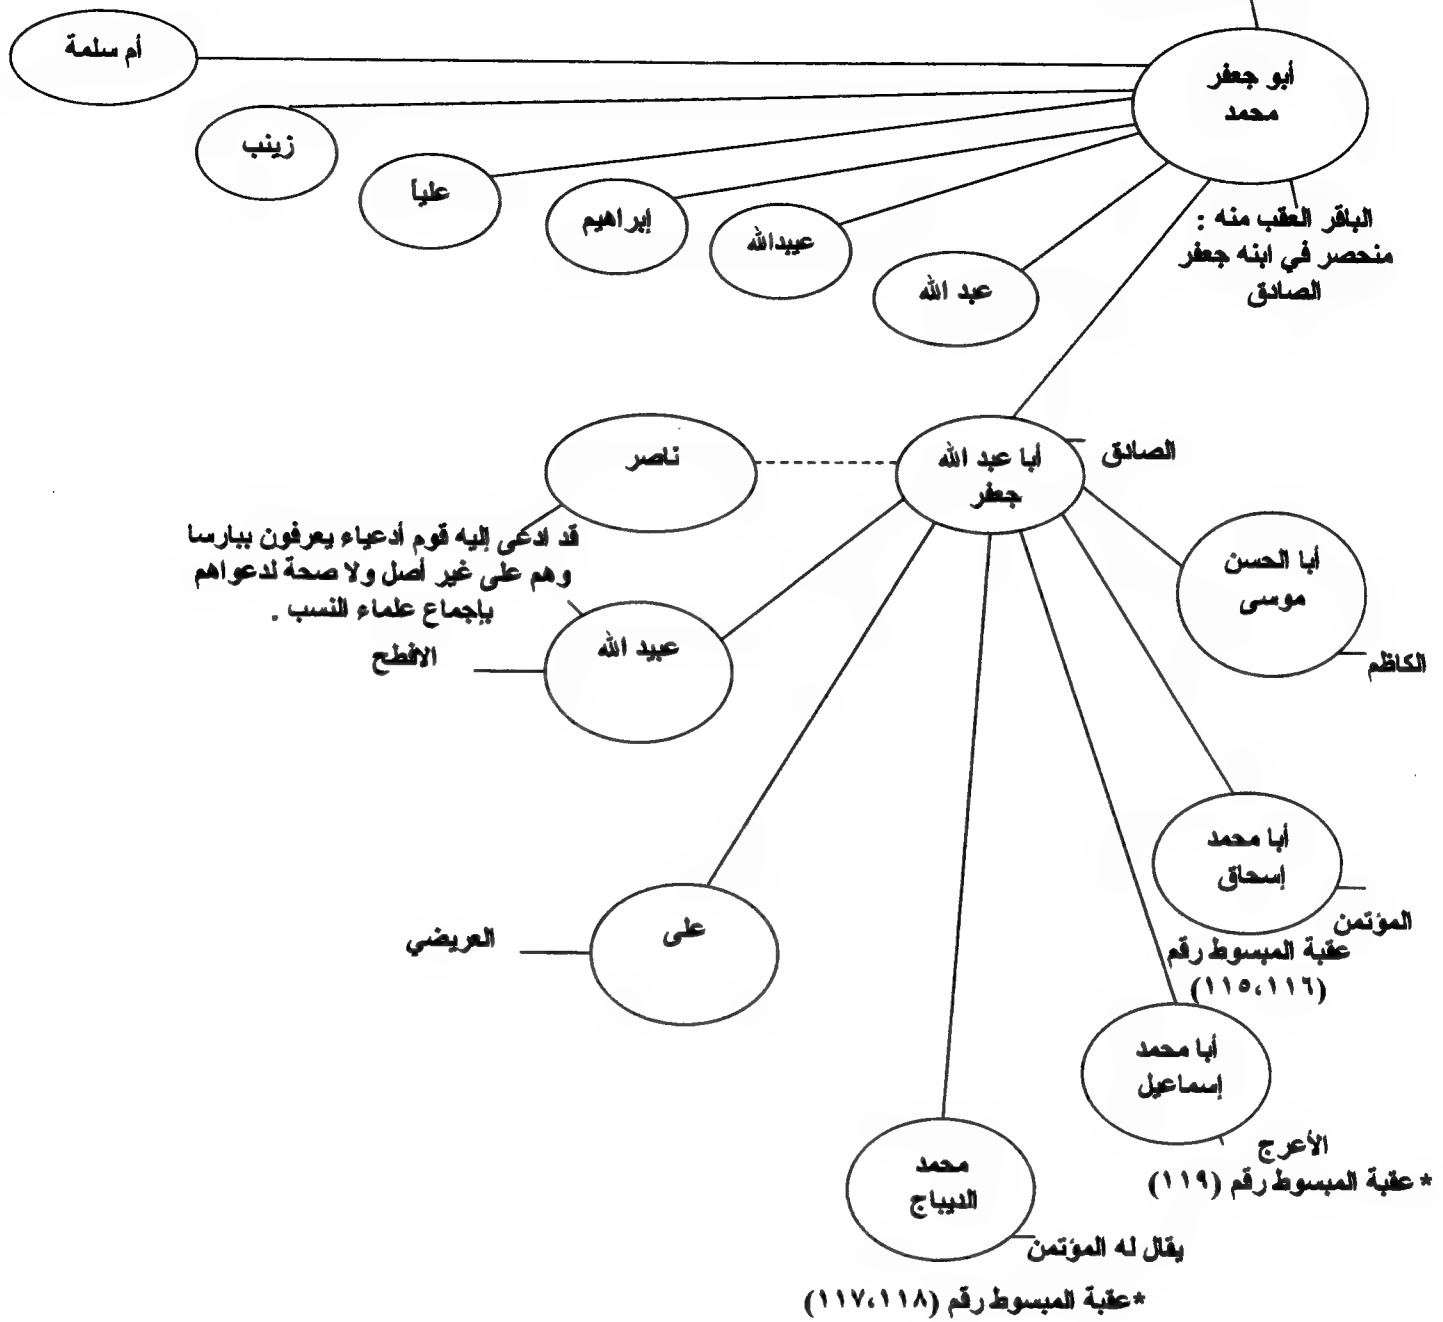 أبو جعفر
محمد
أم سلمة
زينب
علياً
إبراهيم
عبيدالله
عبد الله
الباقر العقب منه :
منحصر في ابنه جعفر
الصادق
أبا عبد الله
جعفر
الصادق
ناصر
قد ادعى إليه قوم أدعياء يعرفون ببارسا
وهم على غير أصل ولا صحة لدعواهم
بإجماع علماء النسب .
أبا الحسن
موسى
الكاظم
عبيد الله
الافطح
أبا محمد
إسحاق
المؤتمن
عقبة المبسوط رقم
(١١٥،١١٦)
على
العريضي
أبا محمد
إسماعيل
الأعرج
* عقبة المبسوط رقم (١١٩)
محمد
الديباج
يقال له المؤتمن
*عقبة المبسوط رقم (١١٧،١١٨)